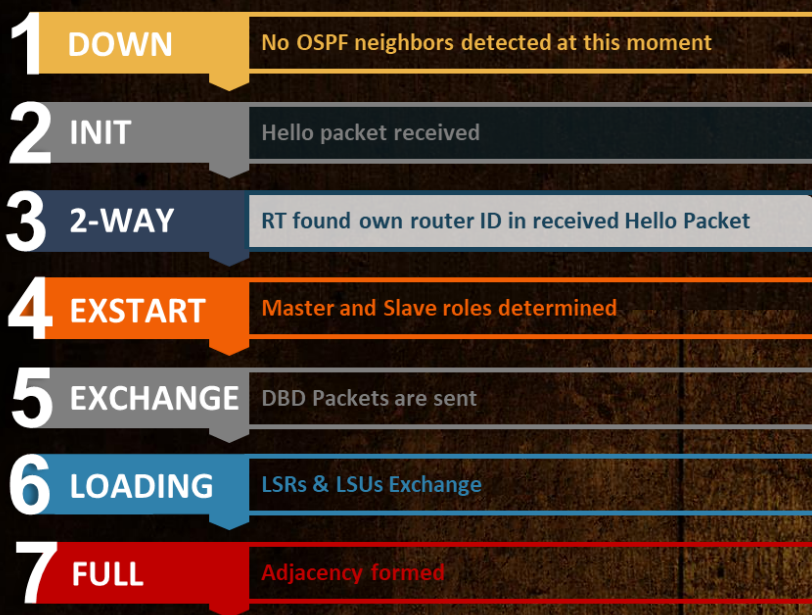 1 DOWN No OSPF neighbors detected at this moment
2 INIT Hello packet received
3 2-WAY RT found own router ID in received Hello Packet
4 EXSTART Master and Slave roles determined
5 EXCHANGE DBD Packets are sent
6 LOADING LSRs & LSUs Exchange
7 FULL Adjacency formed